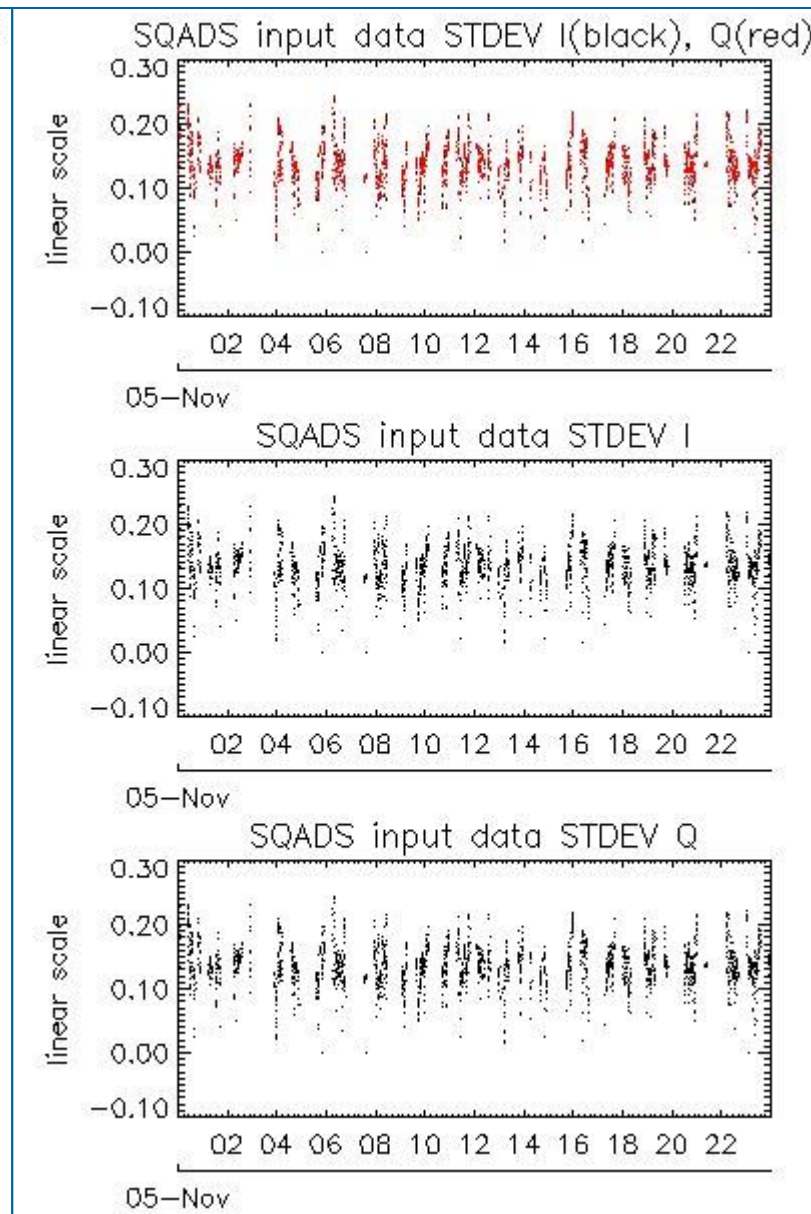 SQADS input data STDEV I(black), Q(red)
0.30
0.20
0.10
0.00
−0.10
linear scale
02 04 06 08 10 12 14 16 18 20 22
05−Nov
SQADS input data STDEV I
0.30
0.20
0.10
0.00
−0.10
linear scale
02 04 06 08 10 12 14 16 18 20 22
05−Nov
SQADS input data STDEV Q
0.30
0.20
0.10
0.00
−0.10
linear scale
02 04 06 08 10 12 14 16 18 20 22
05−Nov